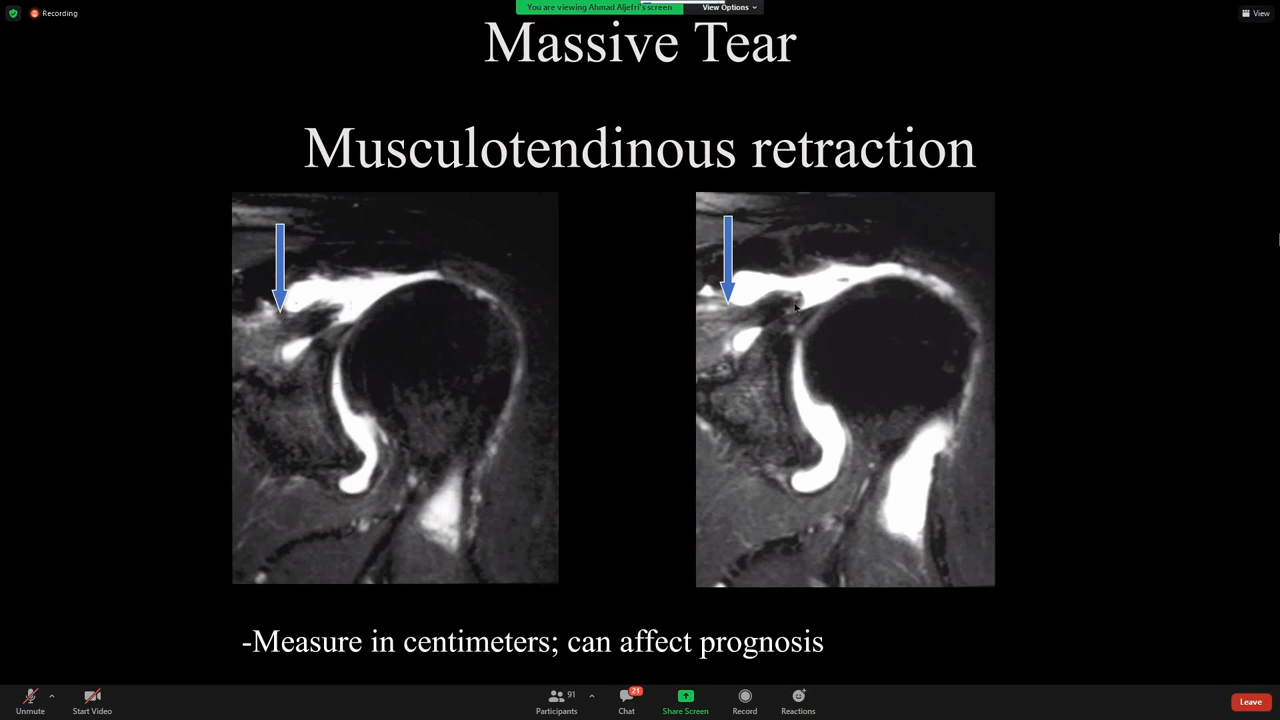 Recording
You are viewing Ahmad Aljefri's screen
View Options
View
Massive Tear
Musculotendinous retraction
-Measure in centimeters; can affect prognosis
Unmute
Start Video
Participants
91
Chat
21
Share Screen
Record
Reactions
Leave